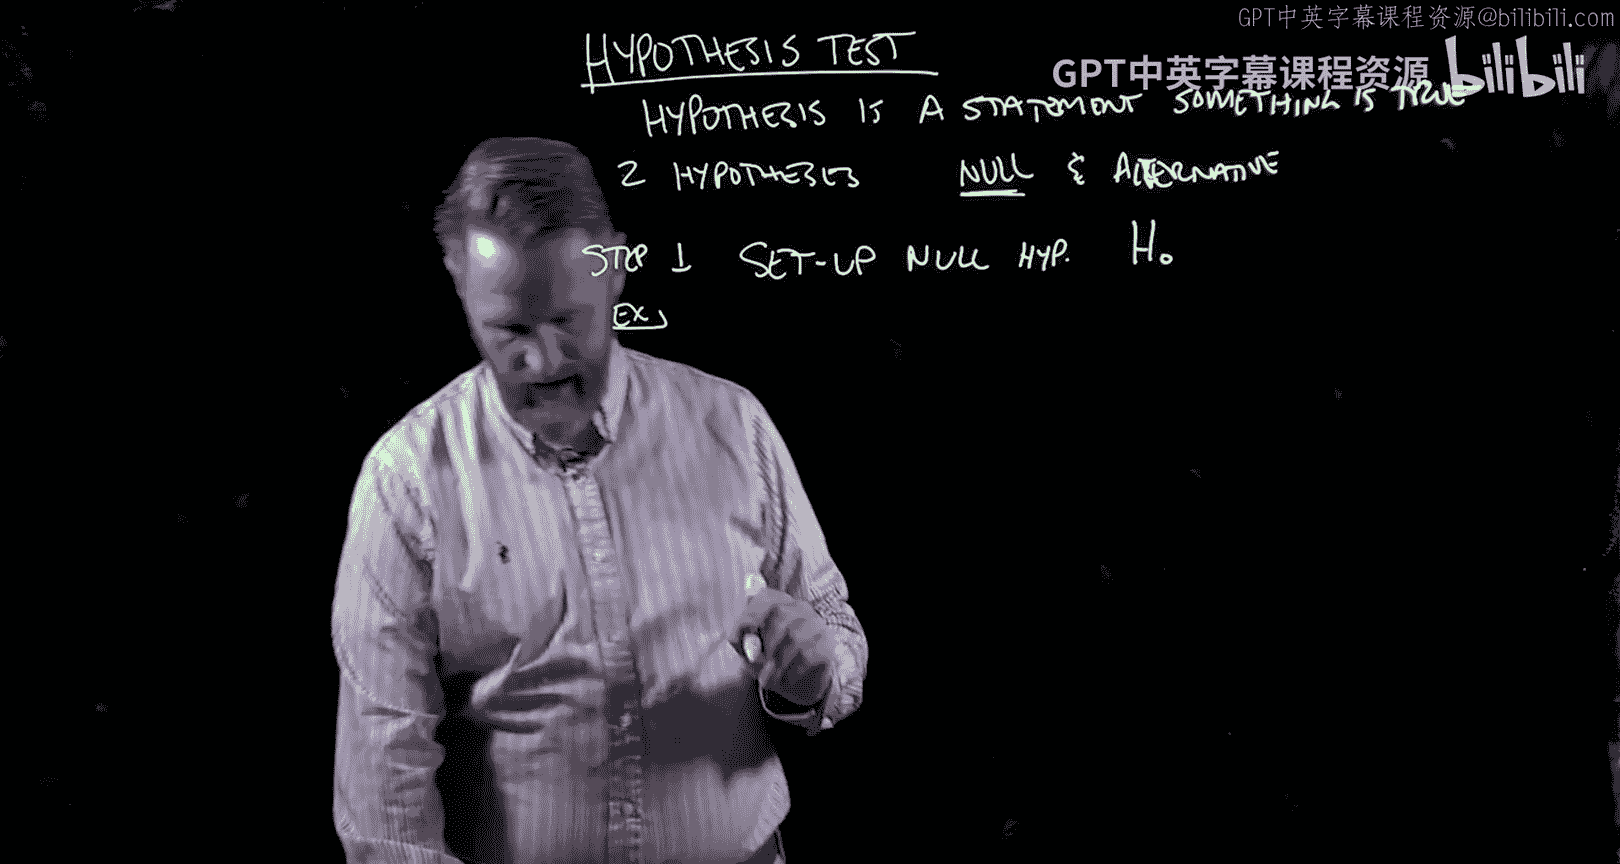 GPT中英字幕课程资源@bilibili.com
HYPOTHESIS TEST
GPT中英字幕课程资源 bilibili
HYPOTHESIS IS A STATEMENT SOMETHING IS TRUE
2 HYPOTHESES NULL & ALTERNATIVE
STEP 1 SET-UP NULL HYP. H₀
EX,